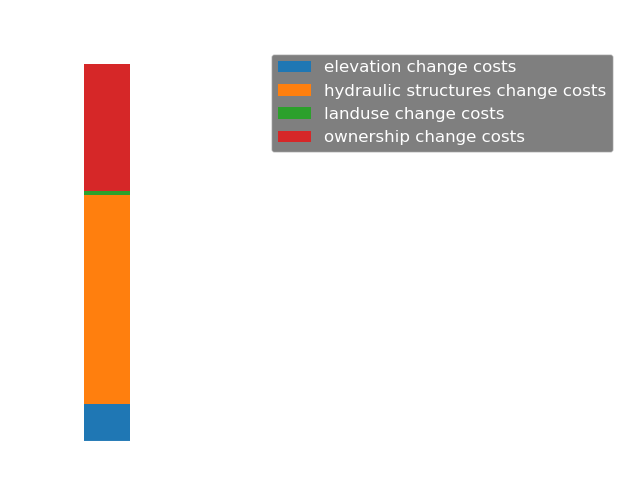 elevation change costs
hydraulic structures change costs
landuse change costs
ownership change costs